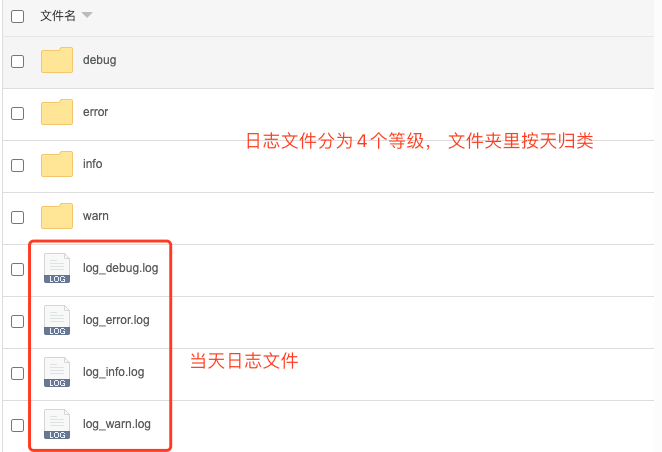 文件名
debug
error
日志文件分为4个等级， 文件夹里按天归类
info
warn
LOG log_debug.log
LOG log_error.log
当天日志文件
LOG log_info.log
LOG log_warn.log